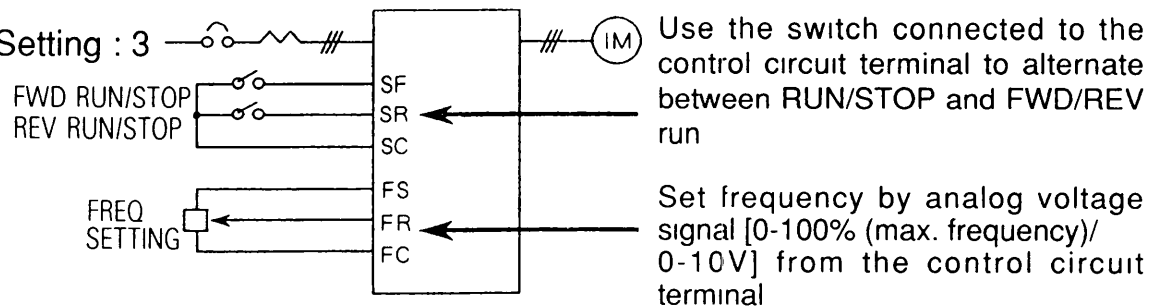 Setting : 3
IM
FWD RUN/STOP
REV RUN/STOP
SF
SR
SC
FREQ
SETTING
FS
FR
FC
Use the switch connected to the
control circuit terminal to alternate
between RUN/STOP and FWD/REV
run
Set frequency by analog voltage
signal [0-100% (max. frequency)/
0-10V] from the control circuit
terminal